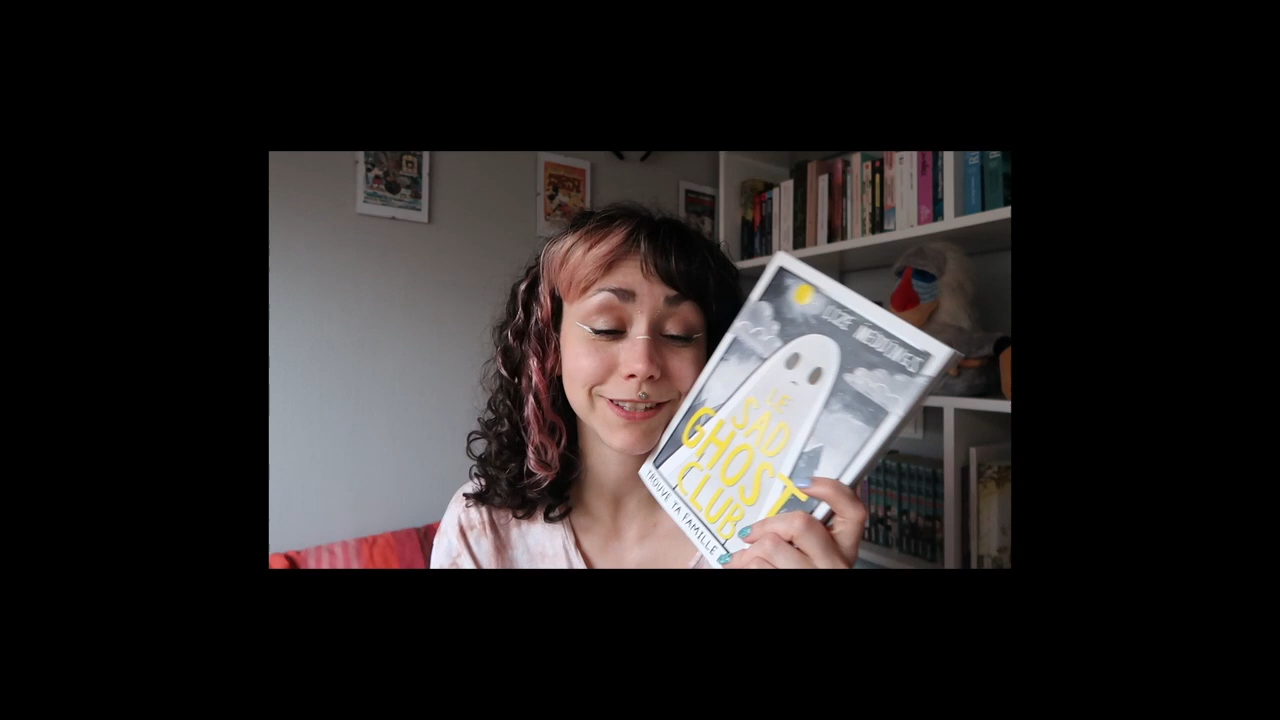 LIZE MEDDINGS
LE
SAD
GHOST
CLUB
TROUVE TA FAMILLE